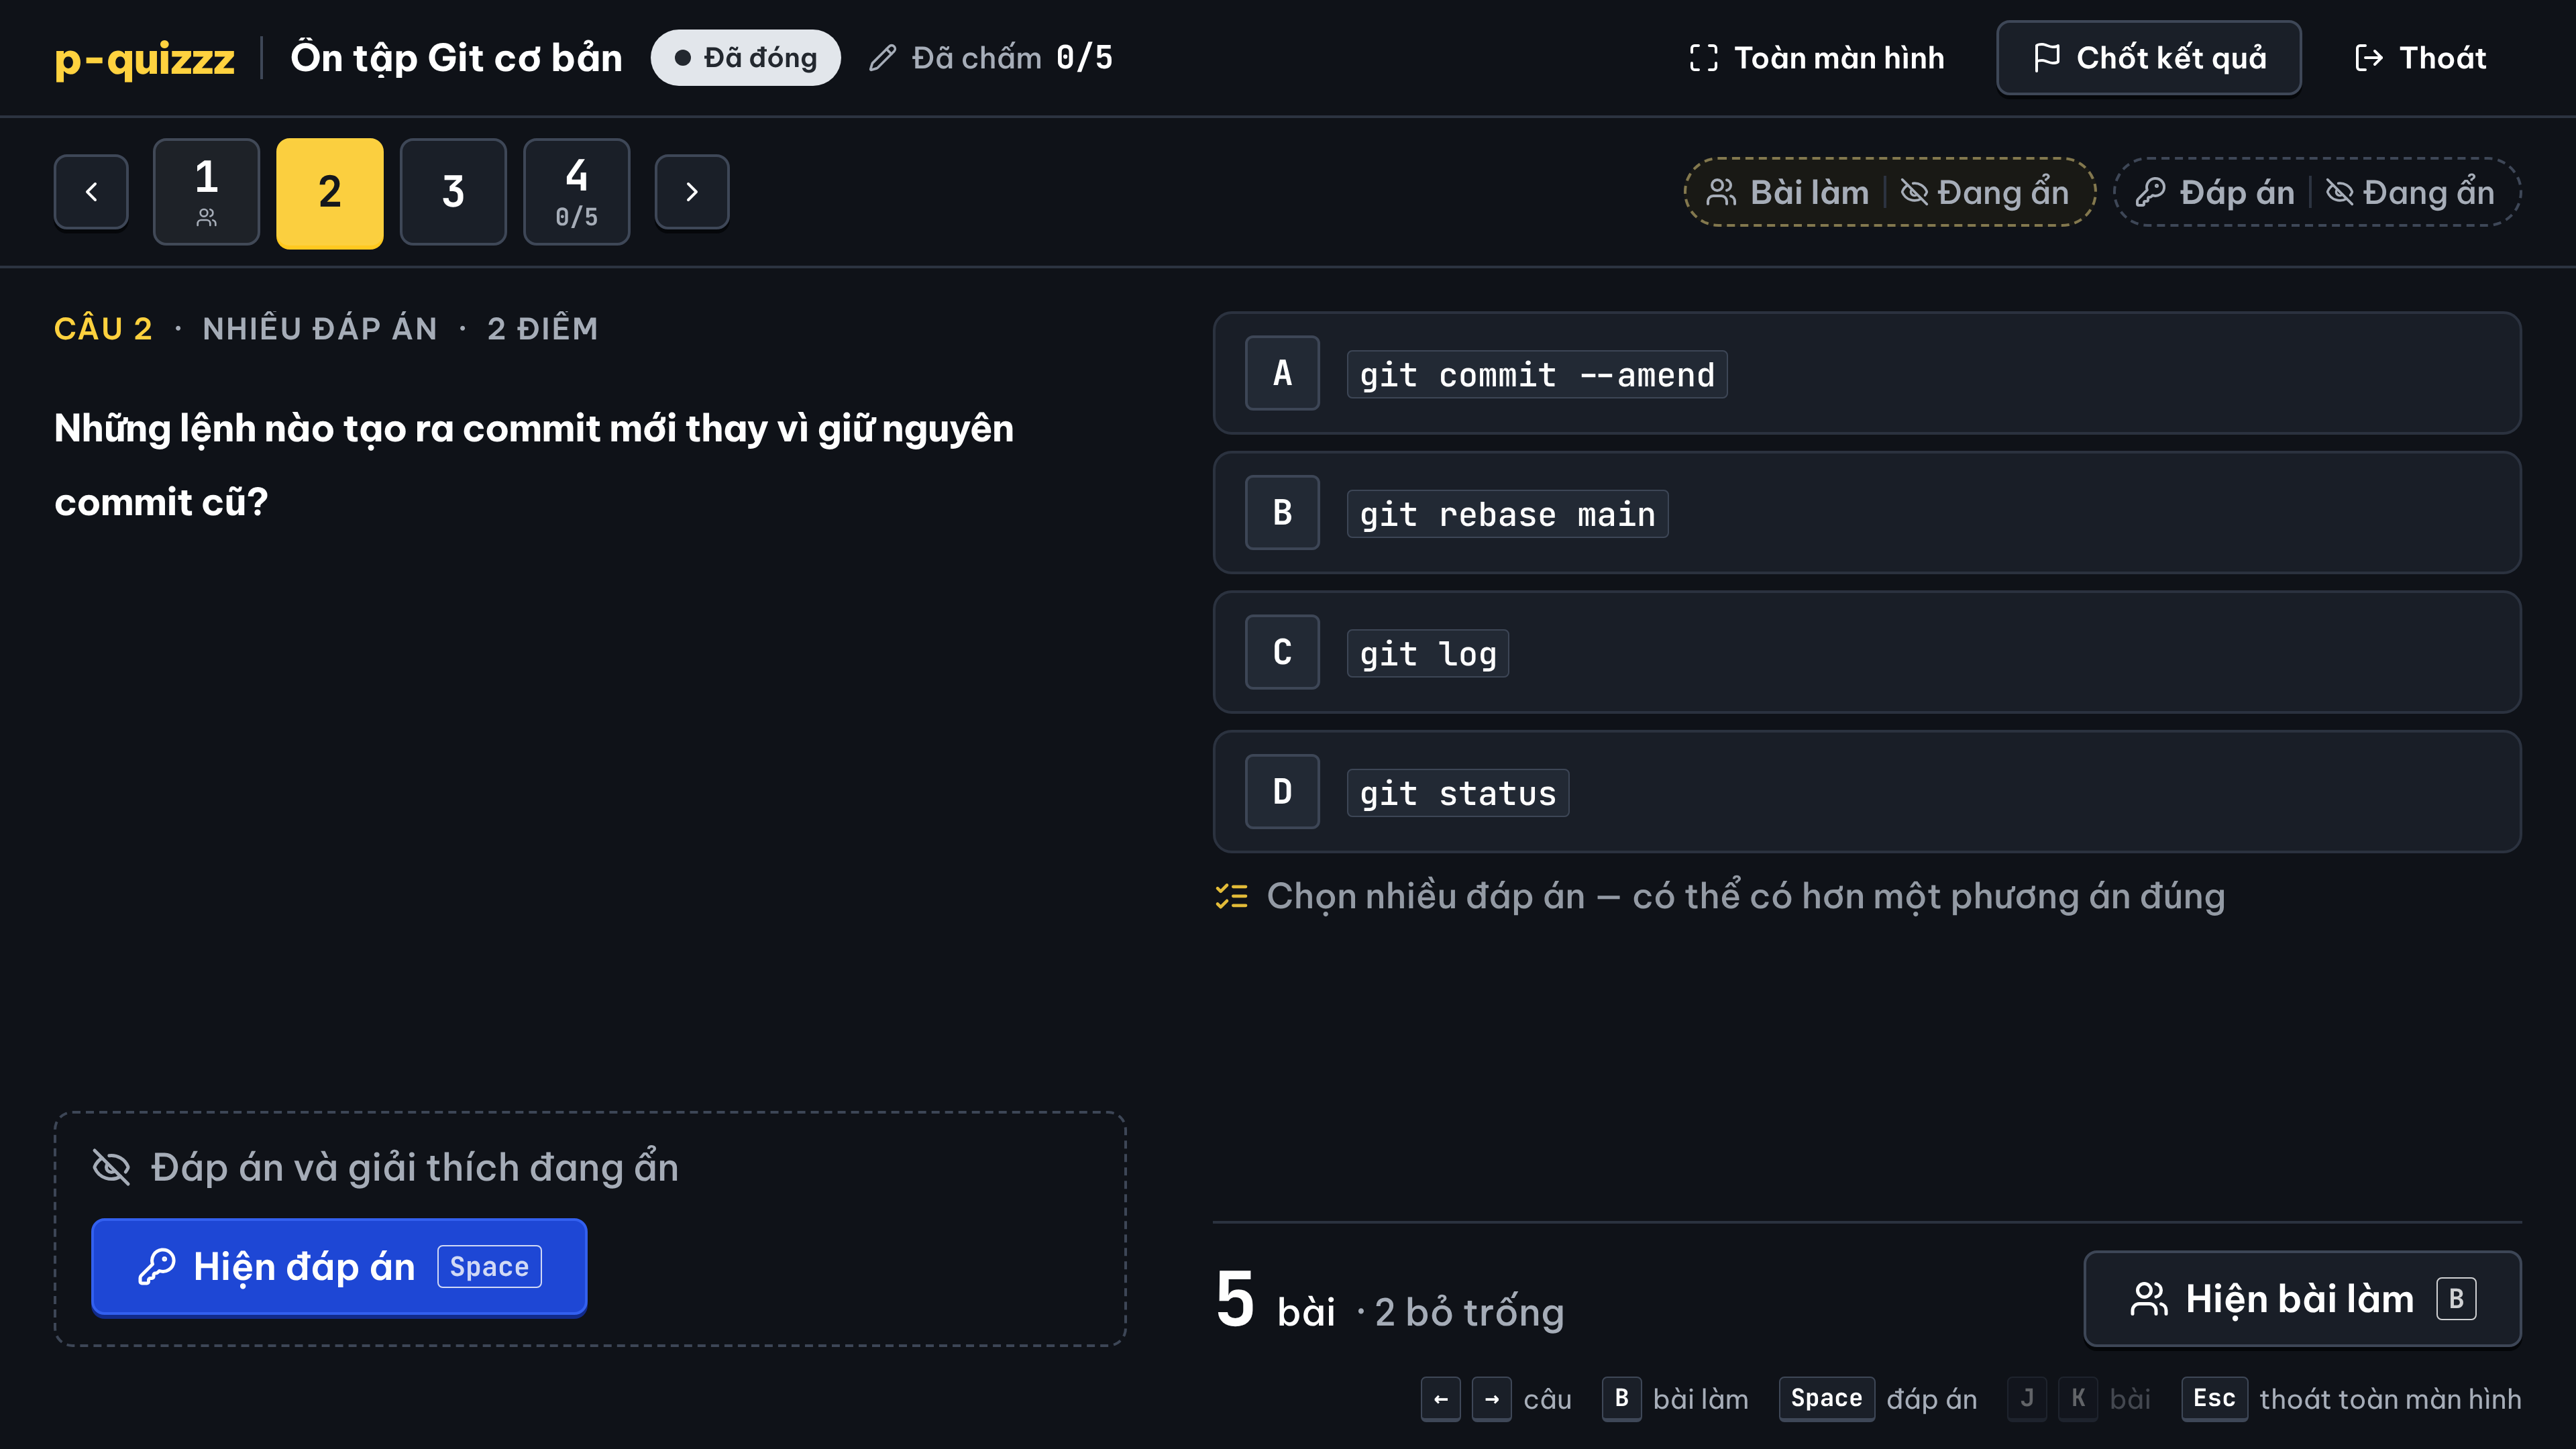 p-quizzz
Ôn tập Git cơ bản
Đã đóng
Đã chấm 0/5
Toàn màn hình
Chốt kết quả
Thoát
1
2
3
4
0/5
Bài làm
Đang ẩn
Đáp án
Đang ẩn
CÂU 2 · NHIỀU ĐÁP ÁN · 2 ĐIỂM
Những lệnh nào tạo ra commit mới thay vì giữ nguyên
commit cũ?
A git commit --amend
B git rebase main
C git log
D git status
Chọn nhiều đáp án — có thể có hơn một phương án đúng
Đáp án và giải thích đang ẩn
Hiện đáp án Space
5 bài · 2 bỏ trống
Hiện bài làm B
← → câu B bài làm Space đáp án J K bài Esc thoát toàn màn hình